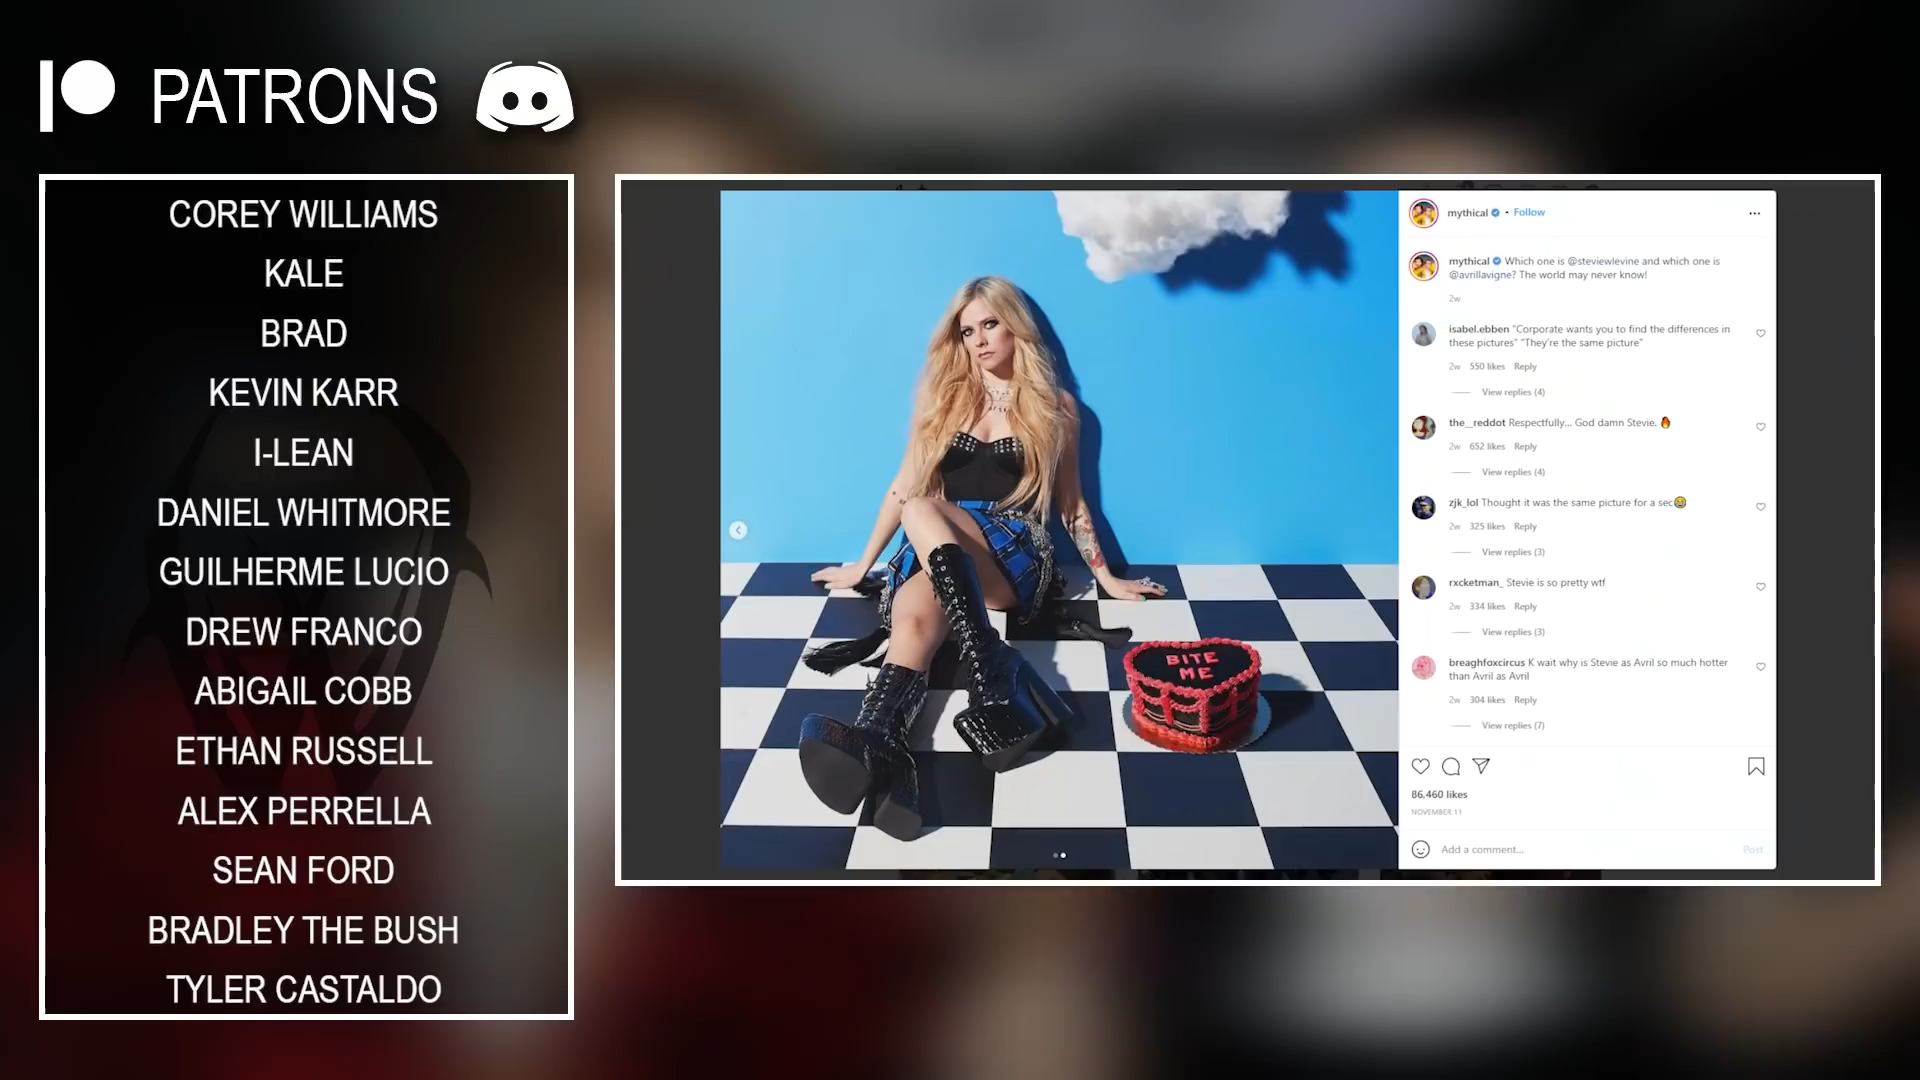 PATRONS
COREY WILLIAMS
KALE
BRAD
KEVIN KARR
I-LEAN
DANIEL WHITMORE
GUILHERME LUCIO
DREW FRANCO
ABIGAIL COBB
ETHAN RUSSELL
ALEX PERRELLA
SEAN FORD
BRADLEY THE BUSH
TYLER CASTALDO
BITE
ME
mythical • Follow
mythical Which one is @steviewlevine and which one is
@avrillavigne? The world may never know!
2w
isabel.ebben "Corporate wants you to find the differences in
these pictures" "They're the same picture"
2w 550 likes Reply
View replies (4)
the__reddot Respectfully... God damn Stevie. 🔥
2w 652 likes Reply
View replies (4)
zjk_lol Thought it was the same picture for a sec😂
2w 325 likes Reply
View replies (3)
rxcketman_ Stevie is so pretty wtf
2w 334 likes Reply
View replies (3)
breaghfoxcircus K wait why is Stevie as Avril so much hotter
than Avril as Avril
2w 304 likes Reply
View replies (7)
86,460 likes
NOVEMBER 11
Add a comment...
Post